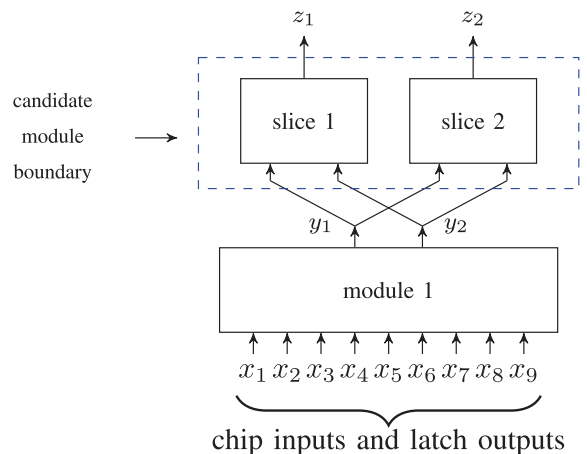 z1 z2
candidate
module
boundary
slice 1 slice 2
y1 y2
module 1
x1 x2 x3 x4 x5 x6 x7 x8 x9
chip inputs and latch outputs